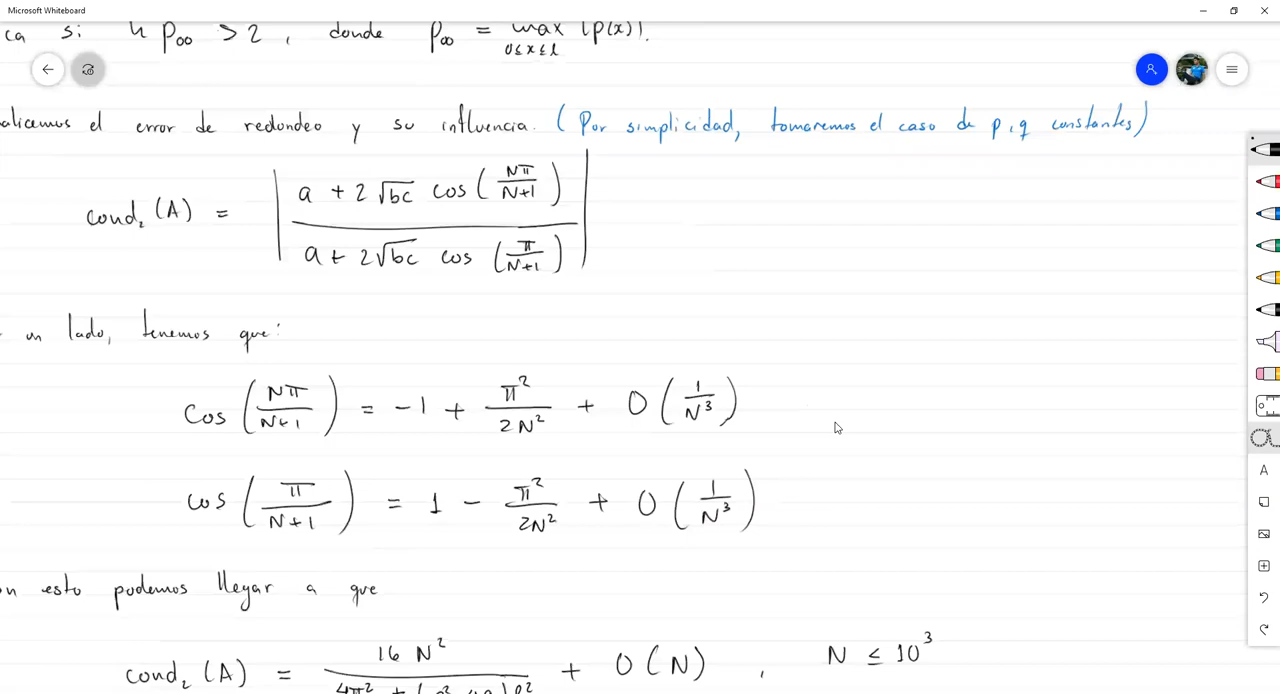 Microsoft Whiteboard
ca si h p∞ > 2, donde p∞ = max |p(x)|.
0≤x≤l
alicemos el error de redondeo y su influencia. (Por simplicidad, tomaremos el caso de p, q constantes)
cond₂(A) = | (a + 2√bc cos(Nπ/(N+1))) / (a + 2√bc cos(π/(N+1))) |
un lado, tenemos que:
cos(Nπ/(N+1)) = -1 + π²/(2N²) + O(1/N³)
cos(π/(N+1)) = 1 - π²/(2N²) + O(1/N³)
on esto podemos llegar a que
cond₂(A) = 16 N² / + O(N), N ≤ 10³
A